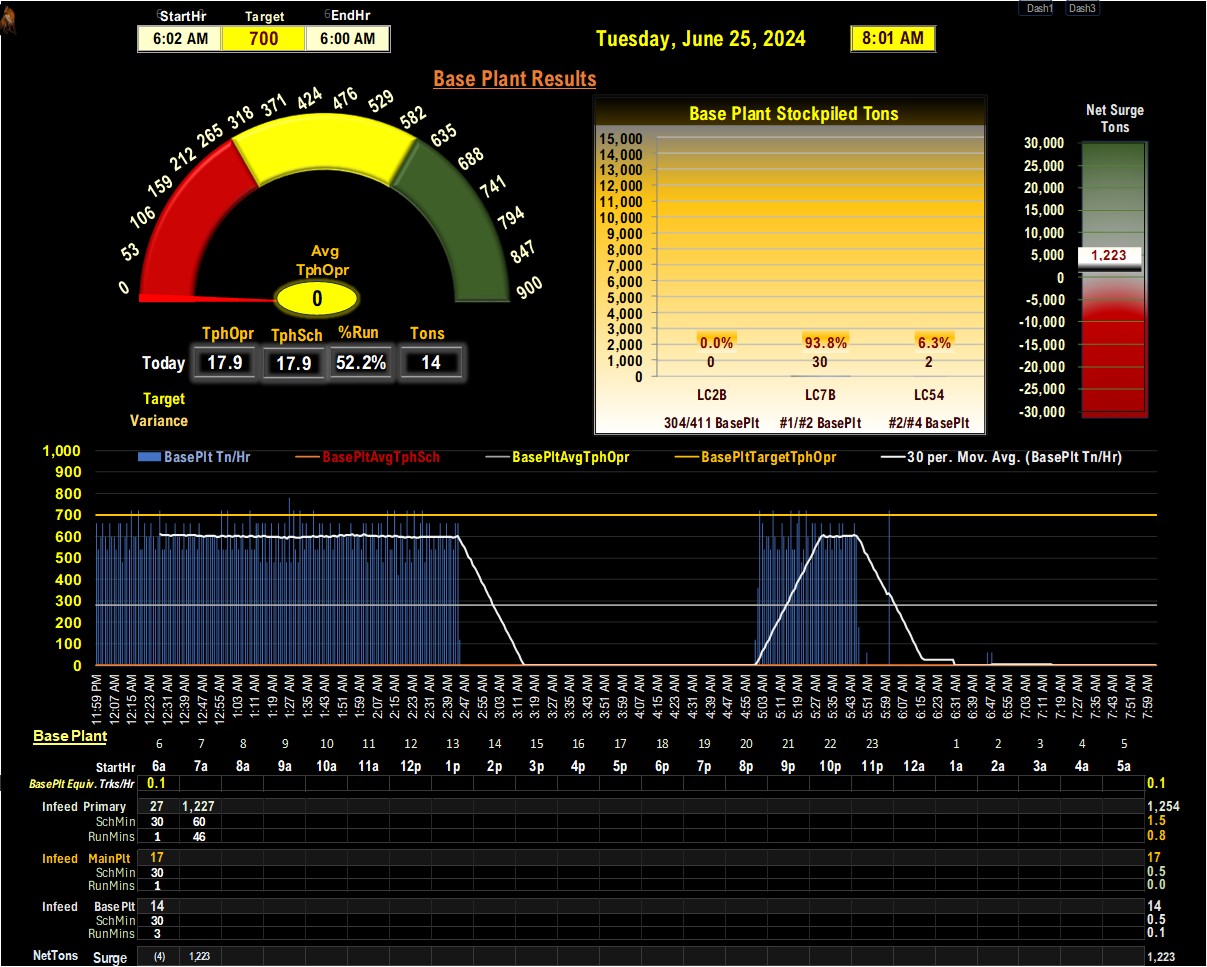 Dash1 Dash3
StartHr Target EndHr
6:02 AM 700 6:00 AM
Tuesday, June 25, 2024 8:01 AM
Base Plant Results
0 53 106 159 212 265 318 371 424 476 529 582 635 688 741 794 847 900
Avg
TphOpr
0
TphOpr TphSch %Run Tons
Today 17.9 17.9 52.2% 14
Target
Variance
Base Plant Stockpiled Tons
15,000
14,000
13,000
12,000
11,000
10,000
9,000
8,000
7,000
6,000
5,000
4,000
3,000
2,000
1,000
0
0.0% 93.8% 6.3%
0 30 2
LC2B LC7B LC54
304/411 BasePlt #1/#2 BasePlt #2/#4 BasePlt
Net Surge
Tons
30,000
25,000
20,000
15,000
10,000
5,000
0
-5,000
-10,000
-15,000
-20,000
-25,000
-30,000
1,223
BasePlt Tn/Hr BasePltAvgTphSch BasePltAvgTphOpr BasePltTargetTphOpr 30 per. Mov. Avg. (BasePlt Tn/Hr)
1,000
900
800
700
600
500
400
300
200
100
0
11:59 PM 12:07 AM 12:15 AM 12:23 AM 12:31 AM 12:47 AM 12:55 AM 1:03 AM 1:11 AM 1:19 AM 1:27 AM 1:35 AM 1:43 AM 1:51 AM 1:59 AM 2:07 AM 2:15 AM 2:23 AM 2:31 AM 2:39 AM 2:47 AM 2:55 AM 3:03 AM 3:11 AM 3:19 AM 3:27 AM 3:35 AM 3:43 AM 3:51 AM 3:59 AM 4:07 AM 4:15 AM 4:23 AM 4:31 AM 4:39 AM 4:47 AM 4:55 AM 5:03 AM 5:11 AM 5:19 AM 5:27 AM 5:35 AM 5:43 AM 5:51 AM 5:59 AM 6:07 AM 6:15 AM 6:23 AM 6:31 AM 6:39 AM 6:47 AM 6:55 AM 7:03 AM 7:11 AM 7:19 AM 7:27 AM 7:35 AM 7:43 AM 7:51 AM 7:59 AM
Base Plant
6 7 8 9 10 11 12 13 14 15 16 17 18 19 20 21 22 23 1 2 3 4 5
StartHr 6a 7a 8a 9a 10a 11a 12p 1p 2p 3p 4p 5p 6p 7p 8p 9p 10p 11p 12a 1a 2a 3a 4a 5a
BasePlt Equiv. Trks/Hr 0.1 0.1
Infeed Primary 27 1,227 1,254
SchMin 30 60 1.5
RunMins 1 46 0.8
Infeed MainPlt 17 17
SchMin 30 0.5
RunMins 1 0.0
Infeed BasePlt 14 14
SchMin 30 0.5
RunMins 3 0.1
NetTons Surge (4) 1,223 1,223